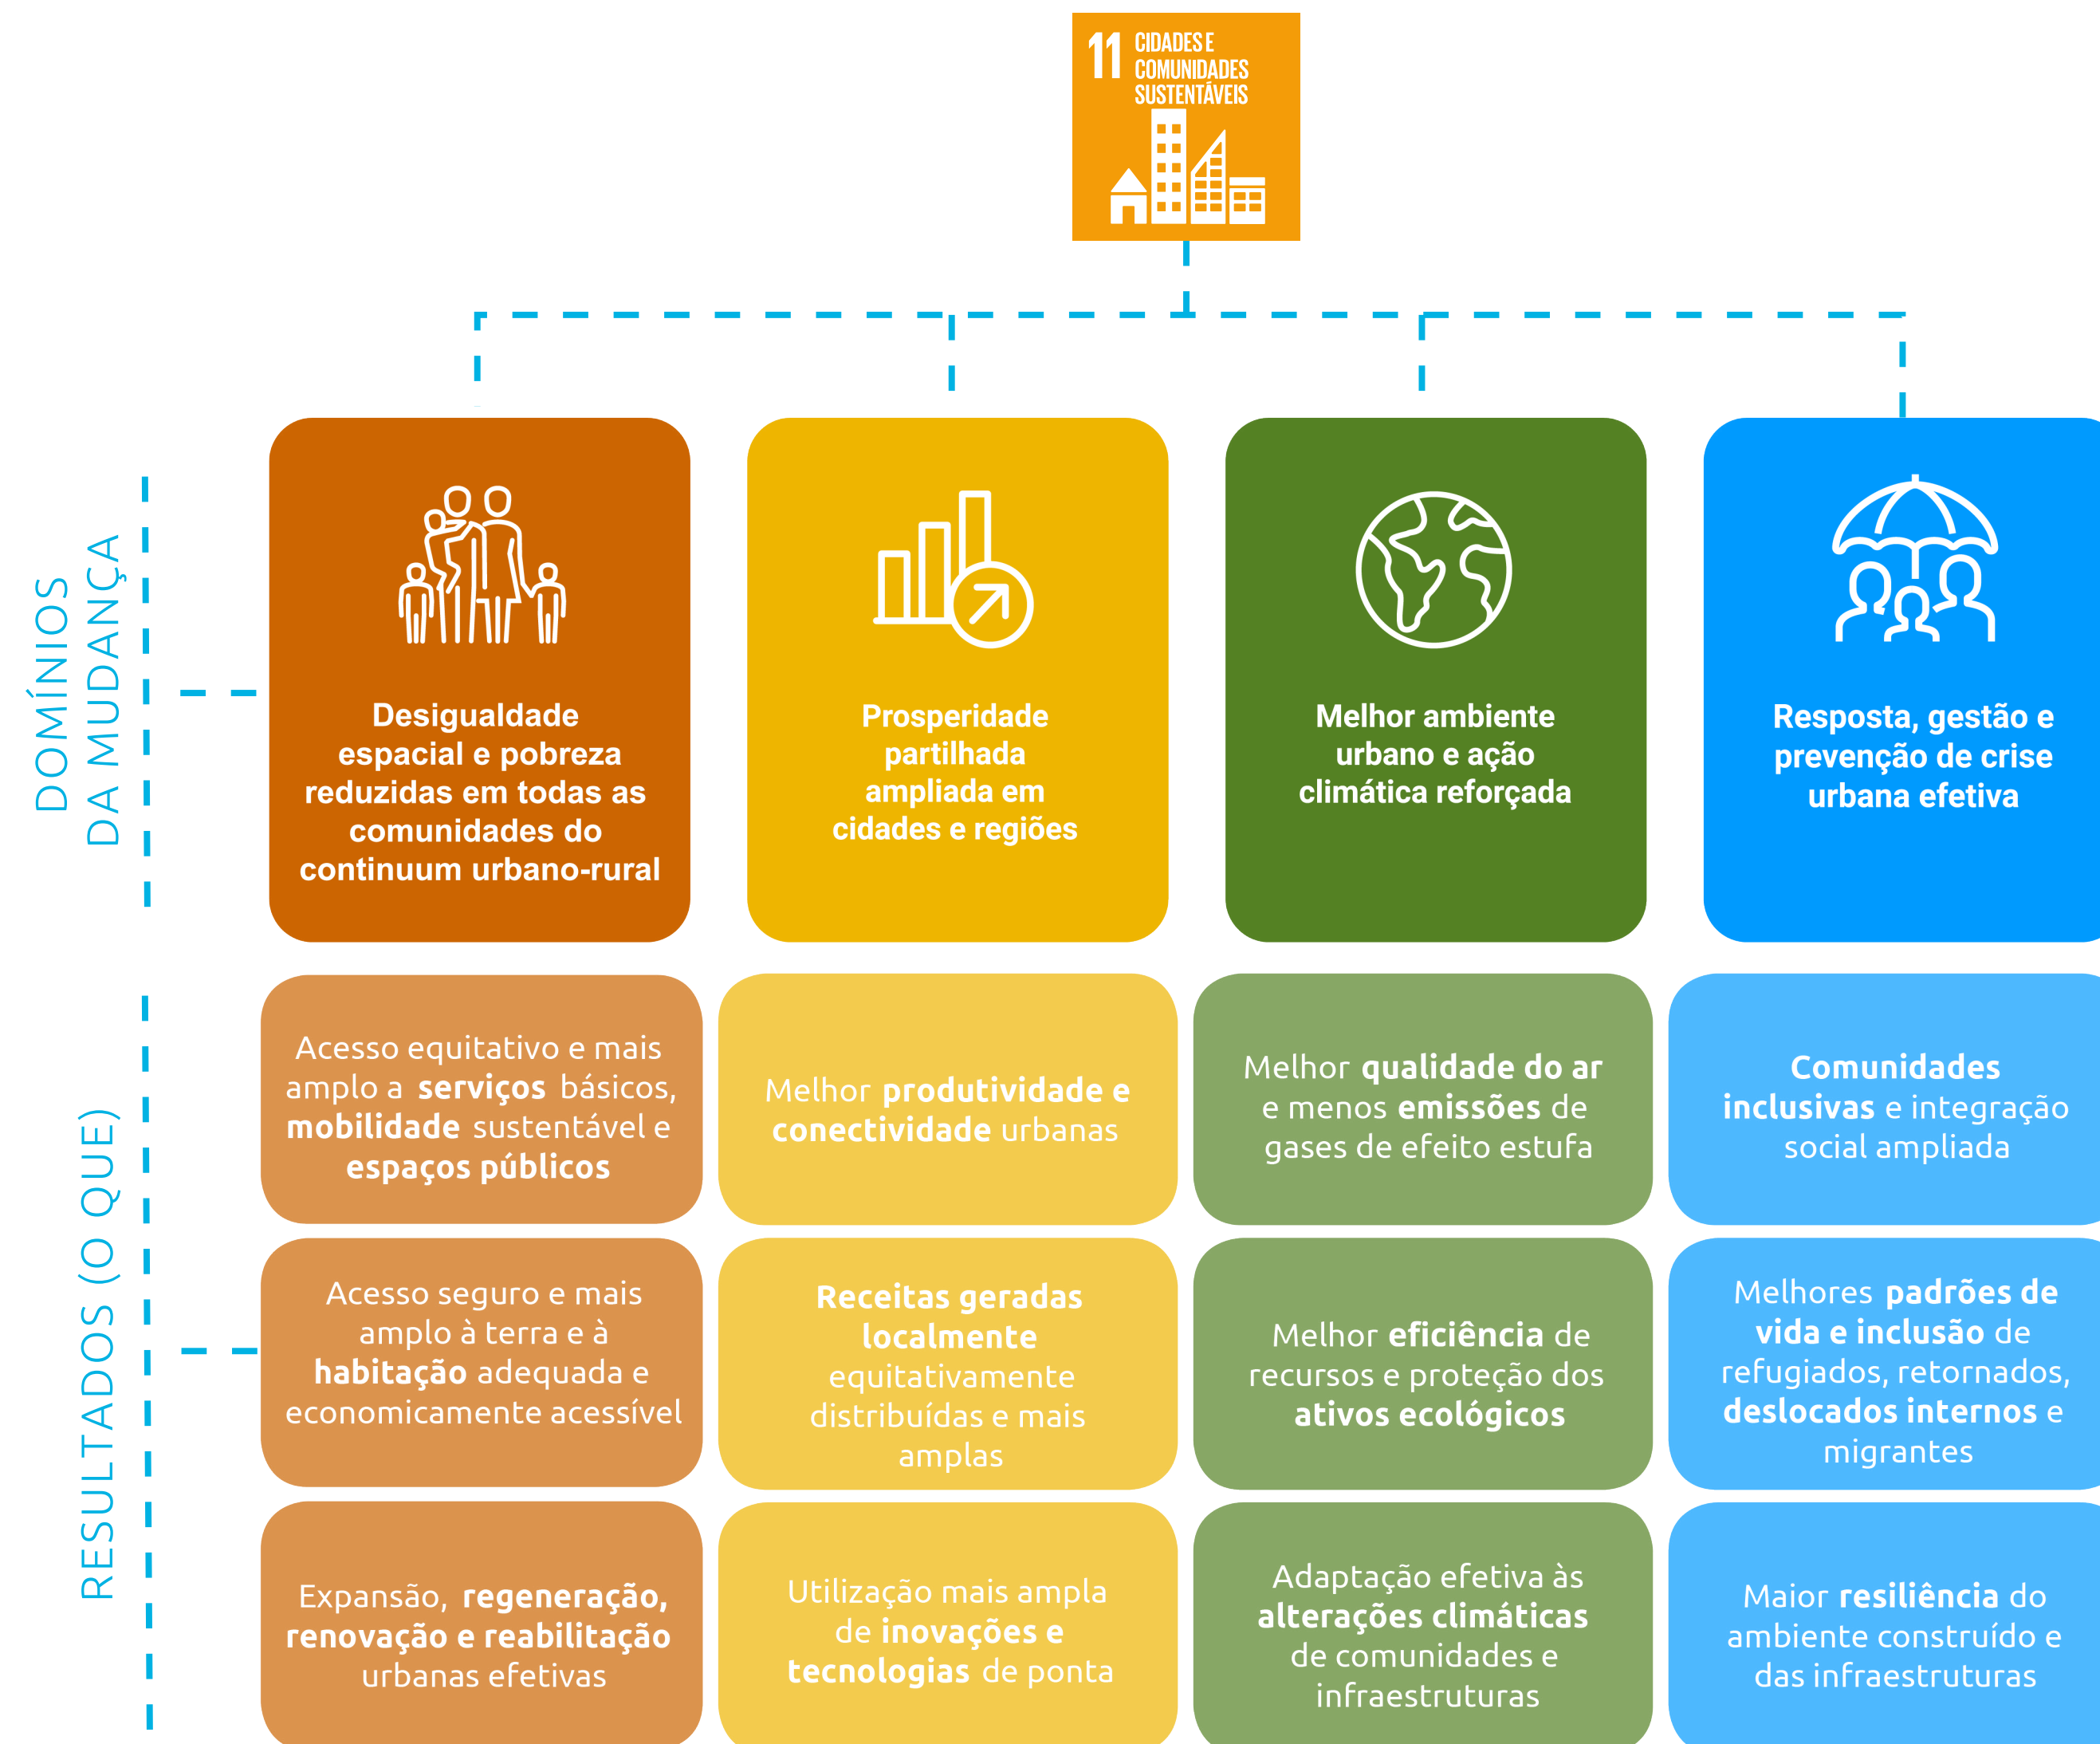 11 CIDADES E
COMUNIDADES
SUSTENTÁVEIS
DOMÍNIOS
DA MUDANÇA
Desigualdade
espacial e pobreza
reduzidas em todas as
comunidades do
continuum urbano-rural
Prosperidade
partilhada
ampliada em
cidades e regiões
Melhor ambiente
urbano e ação
climática reforçada
Resposta, gestão e
prevenção de crise
urbana efetiva
RESULTADOS (O QUE)
Acesso equitativo e mais
amplo a serviços básicos,
mobilidade sustentável e
espaços públicos
Melhor produtividade e
conectividade urbanas
Melhor qualidade do ar
e menos emissões de
gases de efeito estufa
Comunidades
inclusivas e integração
social ampliada
Acesso seguro e mais
amplo à terra e à
habitação adequada e
economicamente acessível
Receitas geradas
localmente
equitativamente
distribuídas e mais
amplas
Melhor eficiência de
recursos e proteção dos
ativos ecológicos
Melhores padrões de
vida e inclusão de
refugiados, retornados,
deslocados internos e
migrantes
Expansão, regeneração,
renovação e reabilitação
urbanas efetivas
Utilização mais ampla
de inovações e
tecnologias de ponta
Adaptação efetiva às
alterações climáticas
de comunidades e
infraestruturas
Maior resiliência do
ambiente construído e
das infraestruturas